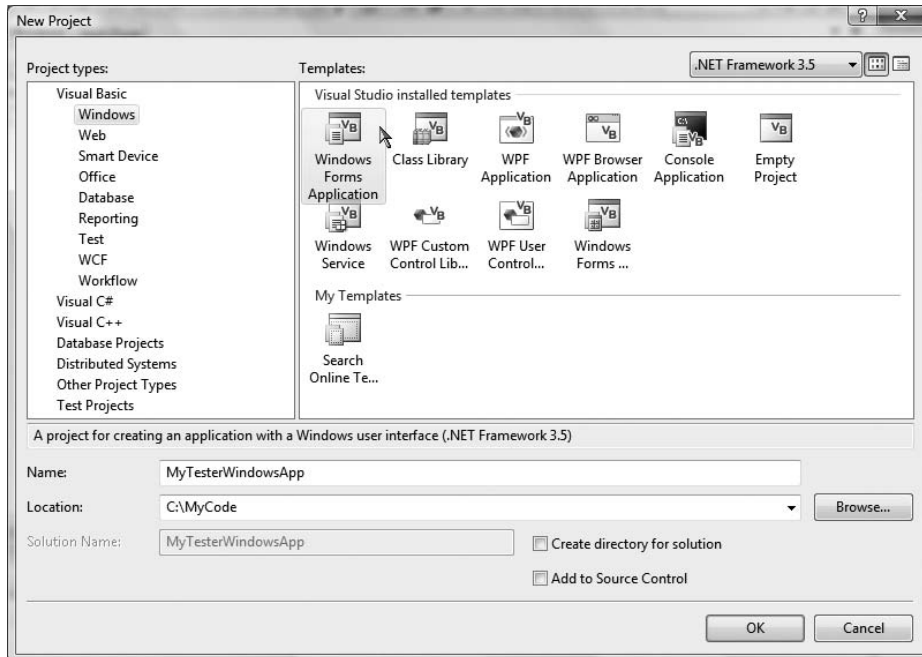 New Project
Project types:
Templates:
.NET Framework 3.5
Visual Basic
Windows
Web
Smart Device
Office
Database
Reporting
Test
WCF
Workflow
Visual C#
Visual C++
Database Projects
Distributed Systems
Other Project Types
Test Projects
Visual Studio installed templates
Windows Forms Application
Class Library
WPF Application
WPF Browser Application
Console Application
Empty Project
Windows Service
WPF Custom Control Lib...
WPF User Control...
Windows Forms ...
My Templates
Search Online Te...
A project for creating an application with a Windows user interface (.NET Framework 3.5)
Name:
MyTesterWindowsApp
Location:
C:\MyCode
Browse...
Solution Name:
MyTesterWindowsApp
Create directory for solution
Add to Source Control
OK
Cancel